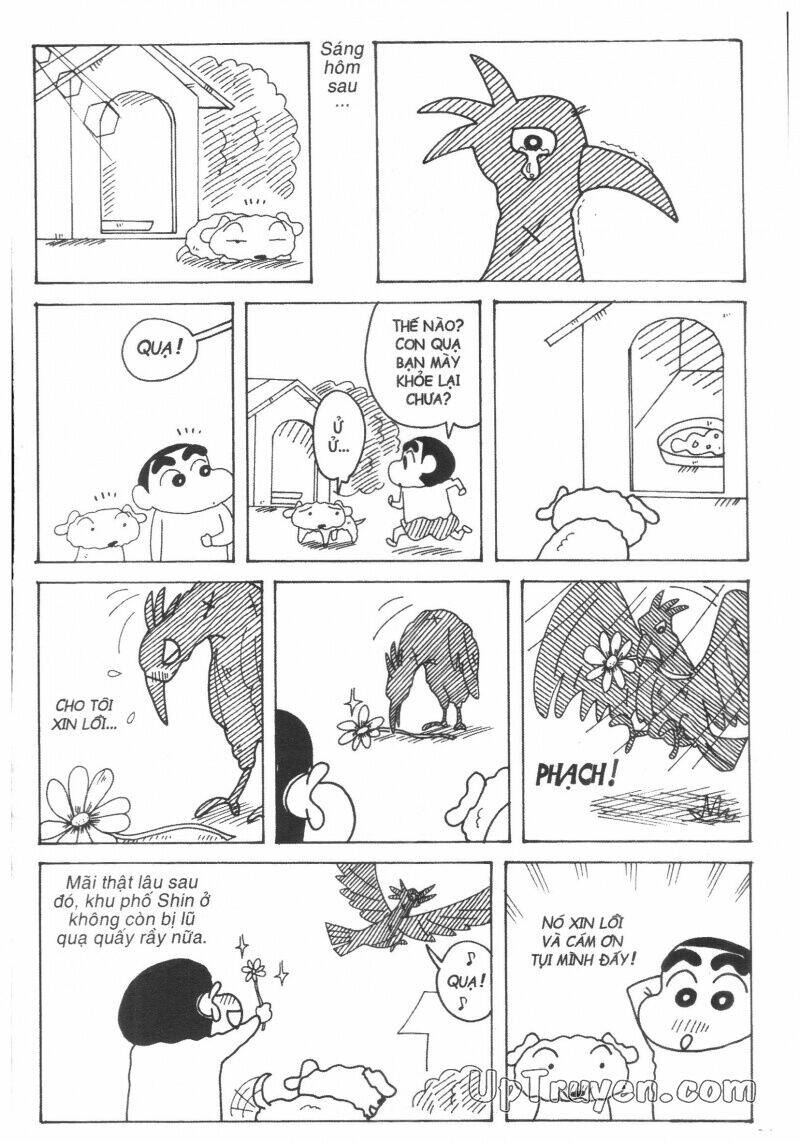 Sáng
hôm
sau
...
QUẠ!
Ử
Ử...
THẾ NÀO?
CON QUẠ
BẠN MÀY
KHỎE LẠI
CHƯA?
CHO TÔI
XIN LỖI...
PHẠCH!
Mãi thật lâu sau
đó, khu phố Shin ở
không còn bị lũ
quạ quấy rầy nữa.
QUẠ!
NÓ XIN LỖI
VÀ CÁM ƠN
TỤI MÌNH ĐẤY!
UpTruyen.com